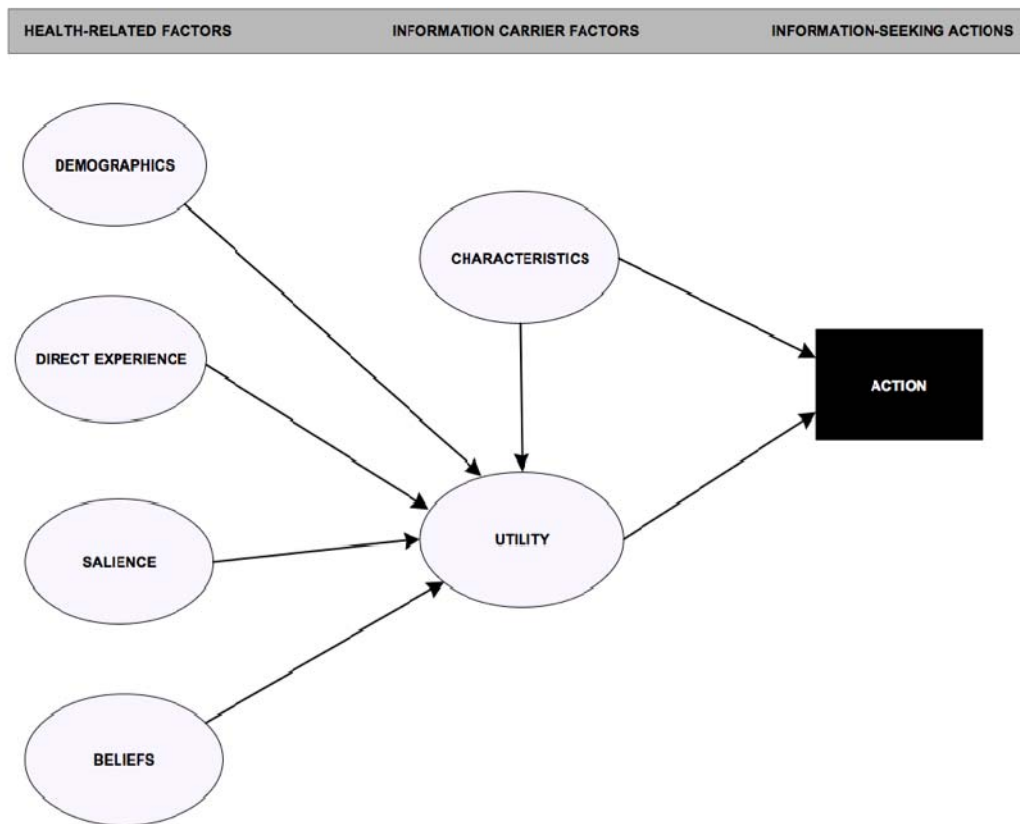 HEALTH-RELATED FACTORS INFORMATION CARRIER FACTORS INFORMATION-SEEKING ACTIONS
DEMOGRAPHICS
CHARACTERISTICS
DIRECT EXPERIENCE
ACTION
UTILITY
SALIENCE
BELIEFS